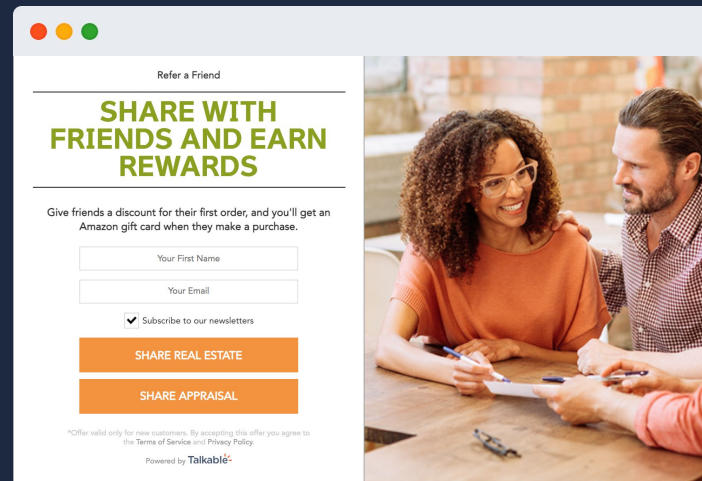 Refer a Friend
SHARE WITH
FRIENDS AND EARN
REWARDS
Give friends a discount for their first order, and you'll get an
Amazon gift card when they make a purchase.
Your First Name
Your Email
Subscribe to our newsletters
SHARE REAL ESTATE
SHARE APPRAISAL
*Offer valid only for new customers. By accepting this offer you agree to
the Terms of Service and Privacy Policy.
Powered by Talkable